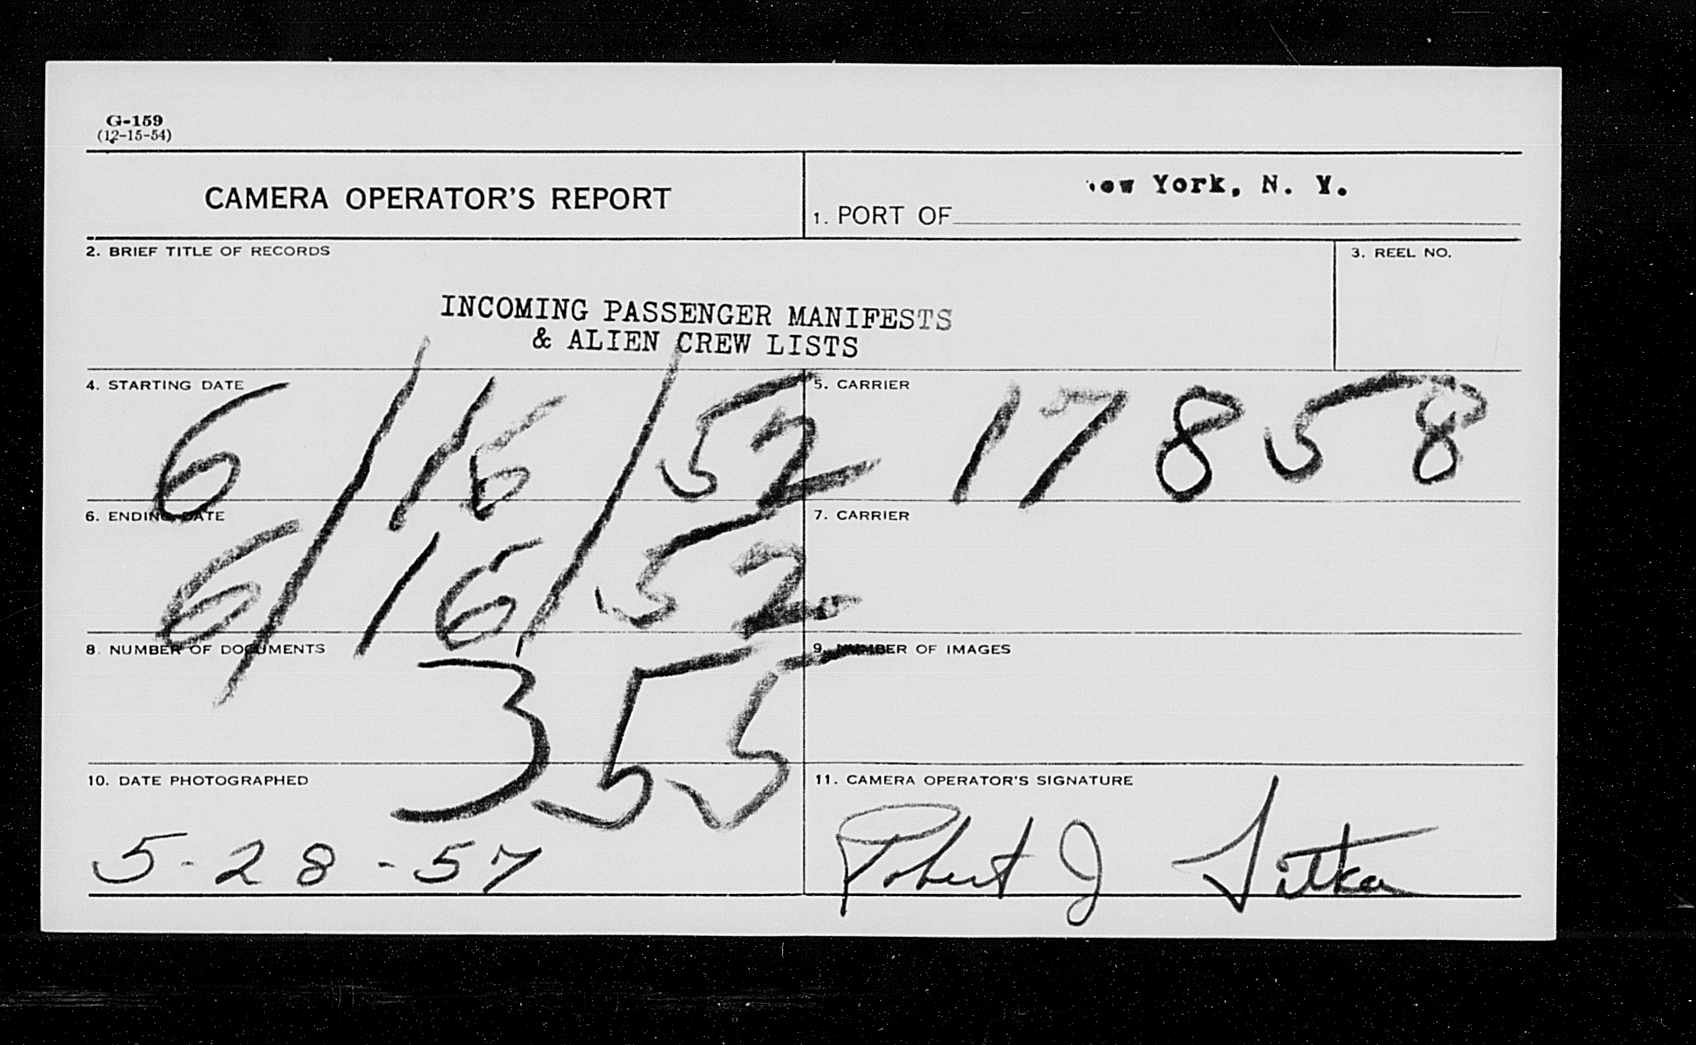 G-159
(12-15-54)
CAMERA OPERATOR'S REPORT
1. PORT OF New York, N. Y.
2. BRIEF TITLE OF RECORDS
3. REEL NO.
INCOMING PASSENGER MANIFESTS
& ALIEN CREW LISTS
4. STARTING DATE
6/16/52
5. CARRIER
17858
6. ENDING DATE
6/16/52
7. CARRIER
8. NUMBER OF DOCUMENTS
355
9. NUMBER OF IMAGES
10. DATE PHOTOGRAPHED
5-28-57
11. CAMERA OPERATOR'S SIGNATURE
Robert J